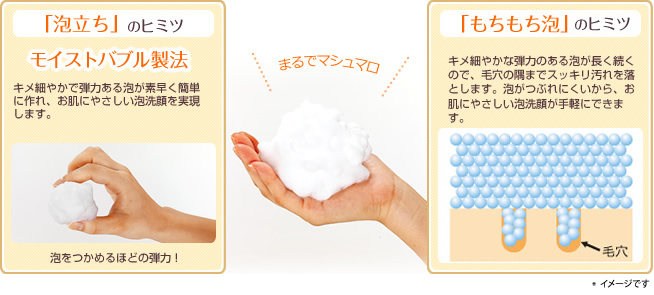 「泡立ち」のヒミツ
モイストバブル製法
キメ細やかで弾力ある泡が素早く簡単
に作れ、お肌にやさしい泡洗顔を実現
します。
泡をつかめるほどの弾力！
まるでマシュマロ
「もちもち泡」のヒミツ
キメ細やかな弾力のある泡が長く続く
ので、毛穴の隅までスッキリ汚れを落
とします。泡がつぶれにくいから、お
肌にやさしい泡洗顔が手軽にできま
す。
毛穴
* イメージです